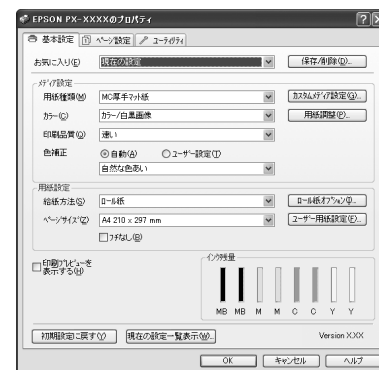 EPSON PX-XXXXのプロパティ
基本設定 ページ設定 ユーティリティ
お気に入り(E) 現在の設定 保存/削除(D)...
メディア設定
用紙種類(M) MC厚手マット紙 カスタムメディア設定(G)...
カラー(C) カラー/白黒画像 用紙調整(P)...
印刷品質(Q) 速い
色補正 自動(A) ユーザー設定(T)
自然な色あい
用紙設定
給紙方法(S) ロール紙 ロール紙オプション(I)...
ページサイズ(Z) A4 210 x 297 mm ユーザー用紙設定(F)...
フチなし(B)
印刷プレビューを表示する(H)
インク残量
MB MB M M C C Y Y
初期設定に戻す(Y) 現在の設定一覧表示(W)... Version X.XX
OK キャンセル ヘルプ